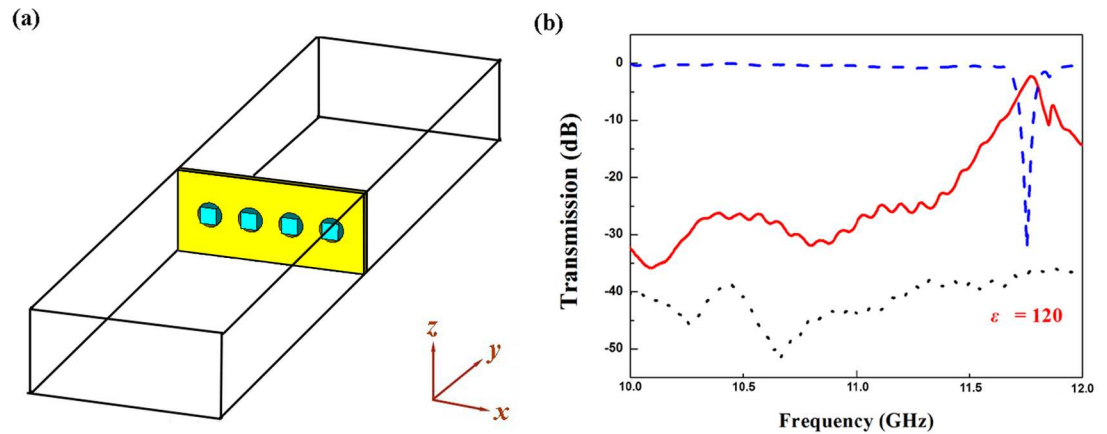 (a)
z
y
x
(b)
Transmission (dB)
0
-10
-20
-30
-40
-50
ε = 120
10.0 10.5 11.0 11.5 12.0
Frequency (GHz)